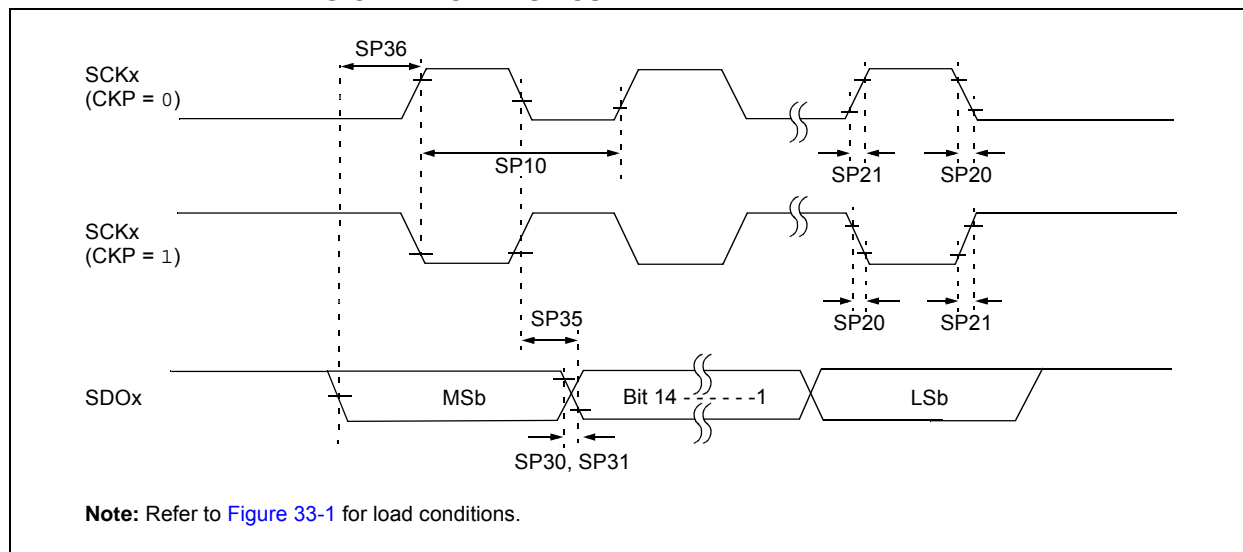 SP36
SCKx
(CKP = 0)
SP10
SP21
SP20
SCKx
(CKP = 1)
SP35
SP20
SP21
SDOx
MSb
Bit 14 - - - - - -1
LSb
SP30, SP31
Note: Refer to Figure 33-1 for load conditions.